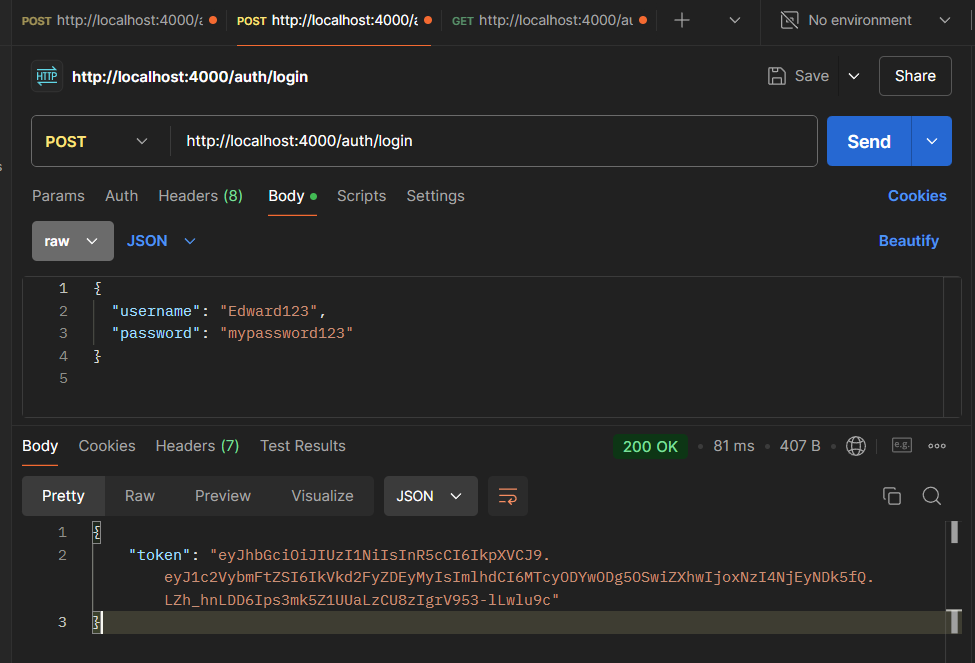 POST http://localhost:4000/a POST http://localhost:4000/a GET http://localhost:4000/au No environment
HTTP http://localhost:4000/auth/login Save Share
POST http://localhost:4000/auth/login Send
Params Auth Headers (8) Body Scripts Settings Cookies
raw JSON Beautify
1 {
2 "username": "Edward123",
3 "password": "mypassword123"
4 }
5
Body Cookies Headers (7) Test Results 200 OK 81 ms 407 B e.g.
Pretty Raw Preview Visualize JSON
1 {
2 "token": "eyJhbGciOiJIUzI1NiIsInR5cCI6IkpXVCJ9.
eyJ1c2VybmFtZSI6IkVkd2FyZDEyMyIsImlhdCI6MTcyODYwODg5OSwiZXhwIjoxNzI4NjEyNDk5fQ.
LZh_hnLDD6Ips3mk5Z1UUaLzCU8zIgrV953-lLwlu9c"
3 }